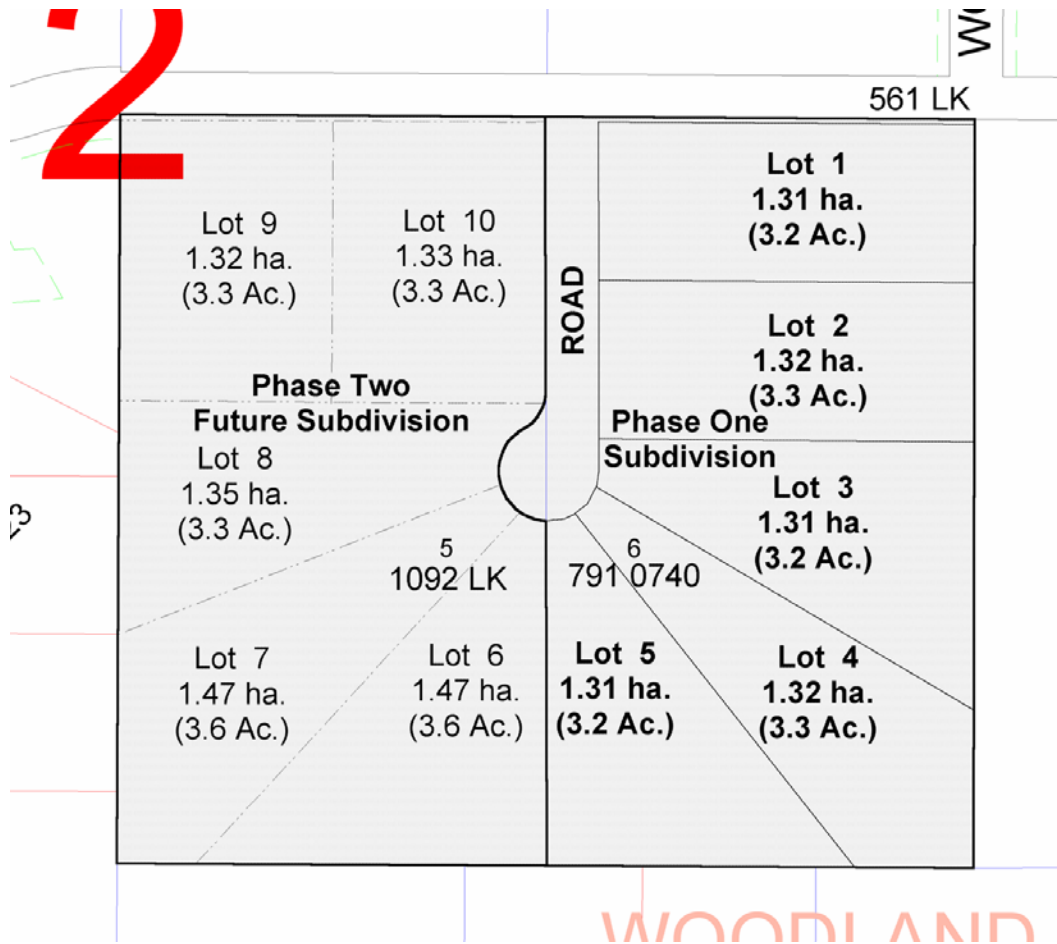 2
WO
561 LK
Lot 1
1.31 ha.
(3.2 Ac.)
Lot 9
1.32 ha.
(3.3 Ac.)
Lot 10
1.33 ha.
(3.3 Ac.)
ROAD
Lot 2
1.32 ha.
(3.3 Ac.)
Phase Two
Future Subdivision
Phase One
Subdivision
Lot 8
1.35 ha.
(3.3 Ac.)
Lot 3
1.31 ha.
(3.2 Ac.)
5
1092 LK
6
791 0740
Lot 7
1.47 ha.
(3.6 Ac.)
Lot 6
1.47 ha.
(3.6 Ac.)
Lot 5
1.31 ha.
(3.2 Ac.)
Lot 4
1.32 ha.
(3.3 Ac.)
WOODLAND